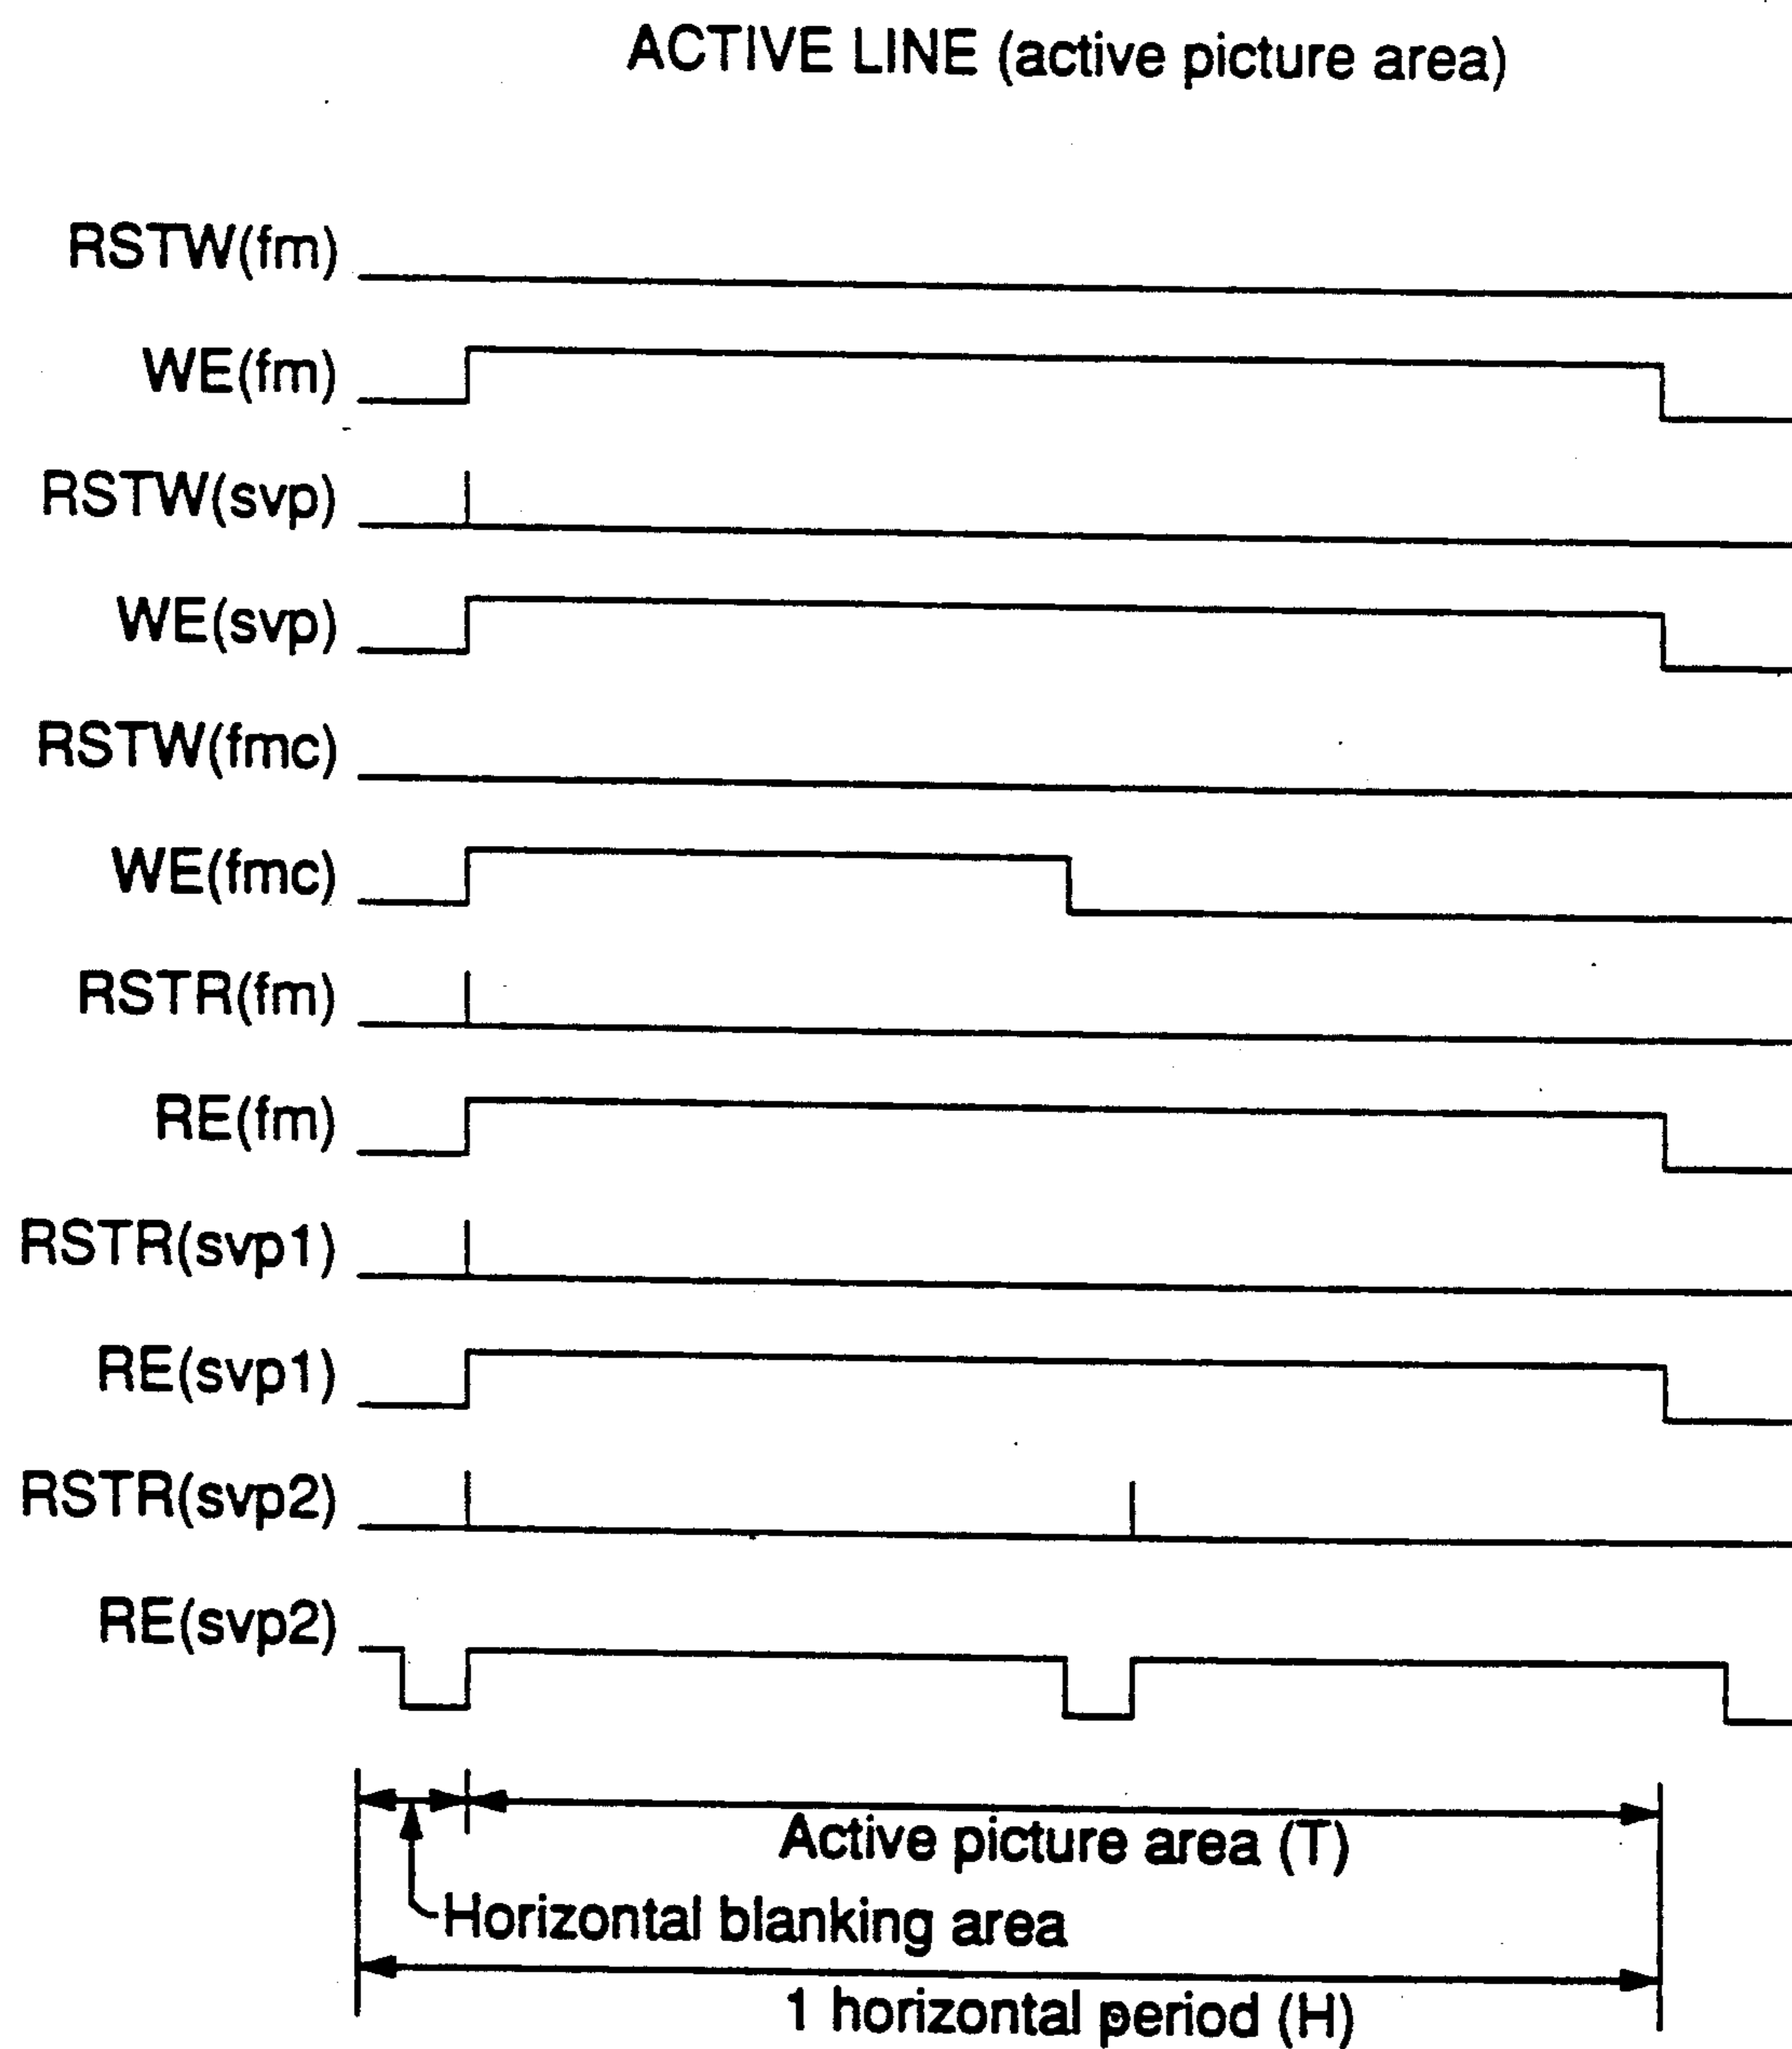 ACTIVE LINE (active picture area)
RSTW(fm)
WE(fm)
RSTW(svp)
WE(svp)
RSTW(fmc)
WE(fmc)
RSTR(fm)
RE(fm)
RSTR(svp1)
RE(svp1)
RSTR(svp2)
RE(svp2)
Active picture area (T)
Horizontal blanking area
1 horizontal period (H)